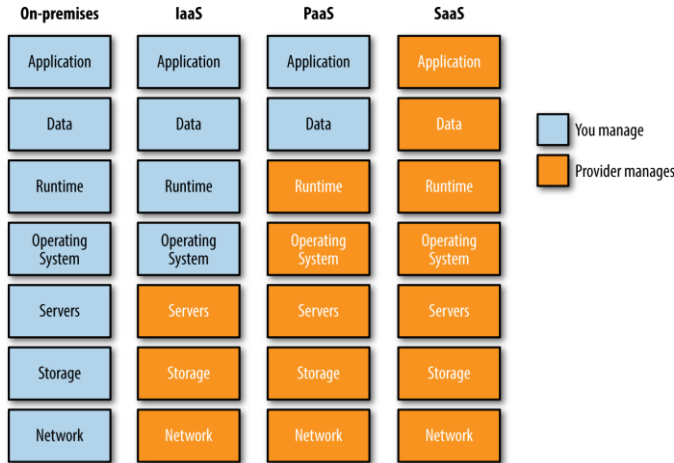 On-premises IaaS PaaS SaaS
Application Application Application Application
Data Data Data Data
You manage
Provider manages
Runtime Runtime Runtime Runtime
Operating Operating Operating Operating
System System System System
Servers Servers Servers Servers
Storage Storage Storage Storage
Network Network Network Network